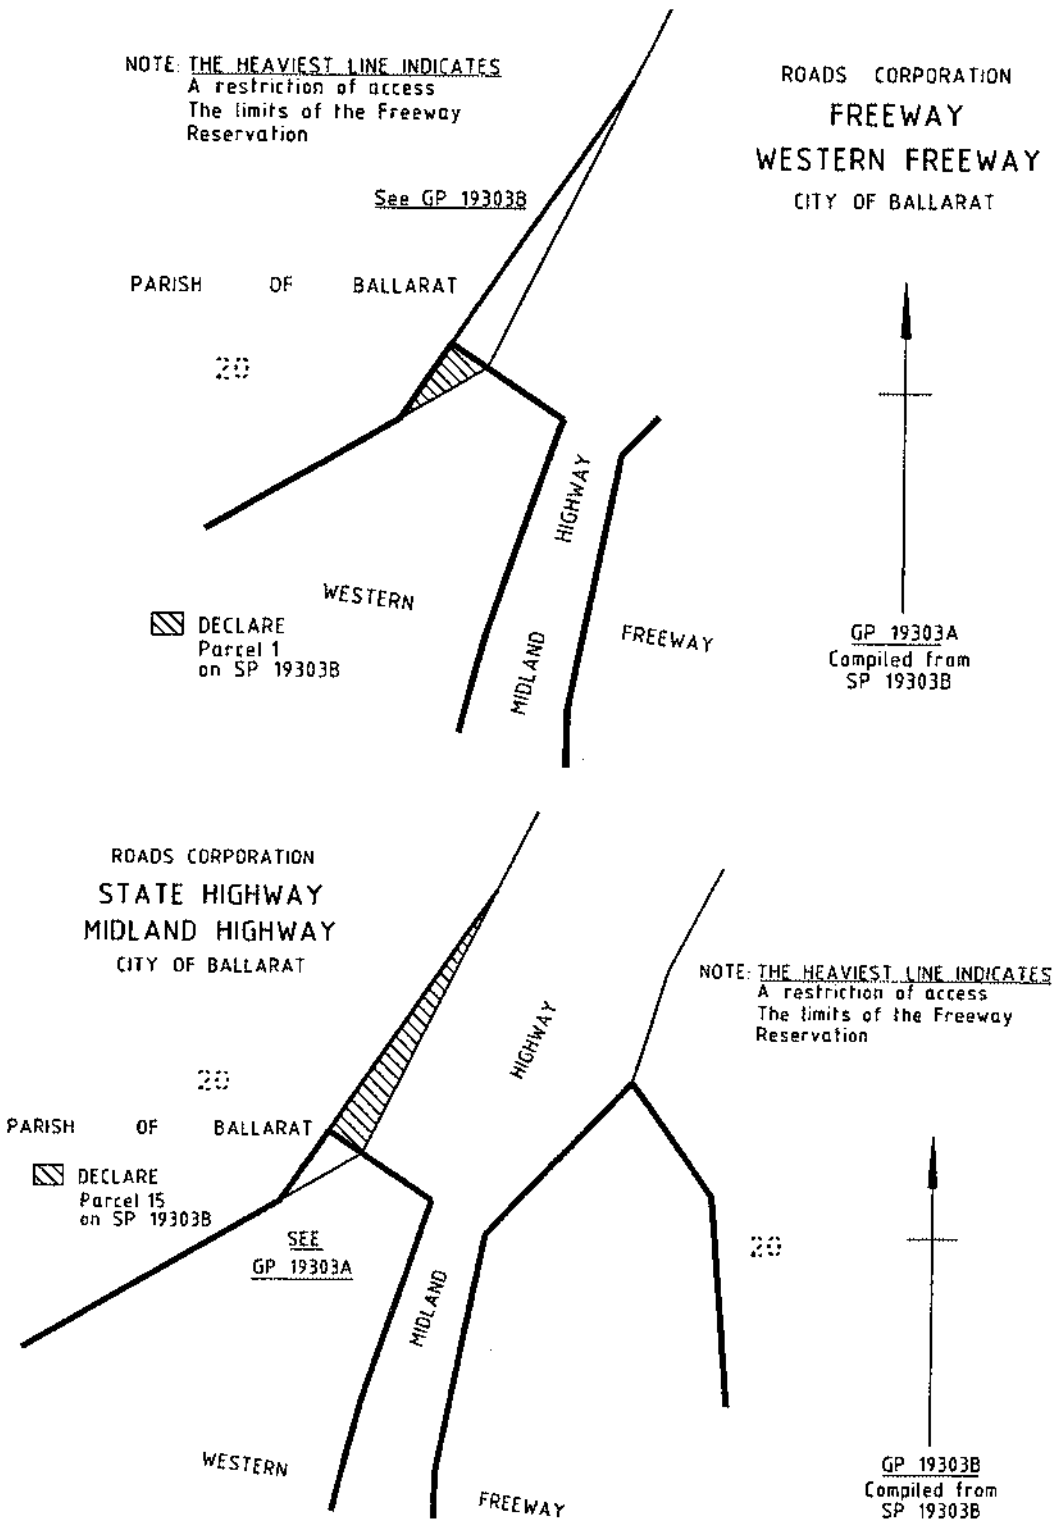 NOTE: THE HEAVIEST LINE INDICATES
A restriction of access
The limits of the Freeway
Reservation
ROADS CORPORATION
FREEWAY
WESTERN FREEWAY
CITY OF BALLARAT
See GP 19303B
PARISH OF BALLARAT
20
HIGHWAY
WESTERN
MIDLAND
FREEWAY
DECLARE
Parcel 1
on SP 19303B
GP 19303A
Compiled from
SP 19303B
ROADS CORPORATION
STATE HIGHWAY
MIDLAND HIGHWAY
CITY OF BALLARAT
NOTE: THE HEAVIEST LINE INDICATES
A restriction of access
The limits of the Freeway
Reservation
HIGHWAY
20
PARISH OF BALLARAT
DECLARE
Parcel 15
on SP 19303B
SEE
GP 19303A
20
MIDLAND
WESTERN
FREEWAY
GP 19303B
Compiled from
SP 19303B